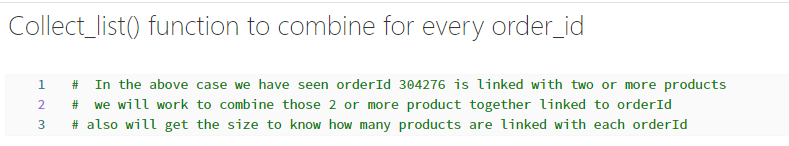 Collect_list() function to combine for every order_id
1 #  In the above case we have seen orderId 304276 is linked with two or more products
2 #  we will work to combine those 2 or more product together linked to orderId
3 # also will get the size to know how many products are linked with each orderId